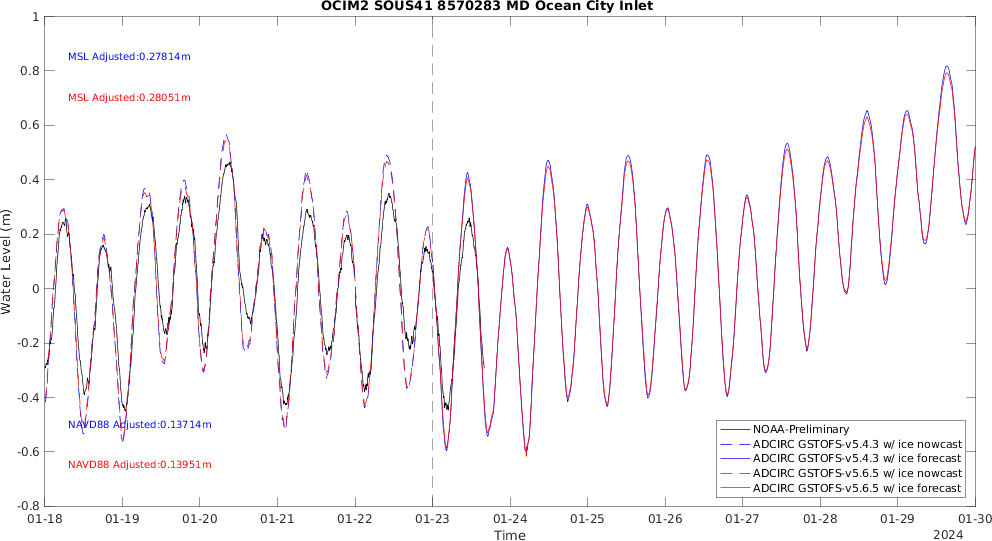 OCIM2 SOUS41 8570283 MD Ocean City Inlet
1
0.8
0.6
0.4
0.2
0
-0.2
-0.4
-0.6
-0.8
Water Level (m)
MSL Adjusted:0.27814m
MSL Adjusted:0.28051m
NAVD88 Adjusted:0.13714m
NAVD88 Adjusted:0.13951m
NOAA-Preliminary
ADCIRC GSTOFS-v5.4.3 w/ ice nowcast
ADCIRC GSTOFS-v5.4.3 w/ ice forecast
ADCIRC GSTOFS-v5.6.5 w/ ice nowcast
ADCIRC GSTOFS-v5.6.5 w/ ice forecast
01-18 01-19 01-20 01-21 01-22 01-23 01-24 01-25 01-26 01-27 01-28 01-29 01-30
Time
2024